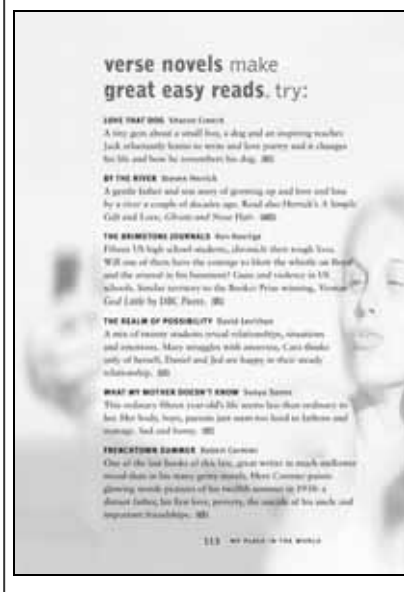 verse novels make
great easy reads. try:
LOVE THAT DOG Sharon Creech
A tiny gem about a small boy, a dog and an inspiring teacher.
Jack reluctantly learns to write and love poetry and it changes
his life and how he remembers his dog.
BY THE RIVER Steven Herrick
A gentle father and son story of growing up and love and loss
by a river a couple of decades ago. Read also Herrick's A Simple
Gift and Love, Ghosts and Nose Hair.
THE BRIMSTONE JOURNALS Ron Koertge
Fifteen US high school students, chronicle their tough lives.
Will one of them have the courage to blow the whistle on Boyd
and the arsenal in his basement? Guns and violence in US
schools. Similar territory to the Booker Prize winning, Vernon
God Little by DBC Pierre.
THE REALM OF POSSIBILITY David Levithan
A mix of twenty students reveal relationships, situations
and emotions. Mary struggles with anorexia, Cara thinks
only of herself, Daniel and Jed are happy in their steady
relationship.
WHAT MY MOTHER DOESN'T KNOW Sonya Sones
This ordinary fifteen year-old's life seems less than ordinary to
her. Her body, boys, parents just seem too hard to fathom and
manage. Sad and funny.
FRENCHTOWN SUMMER Robert Cormier
One of the last books of this late, great writer in much mellower
mood than in his many gritty novels. Here Cormier paints
glowing words pictures of his twelfth summer in 1938: a
distant father, his first love, poverty, the suicide of his uncle and
important friendships.
MY PLACE IN THE WORLD